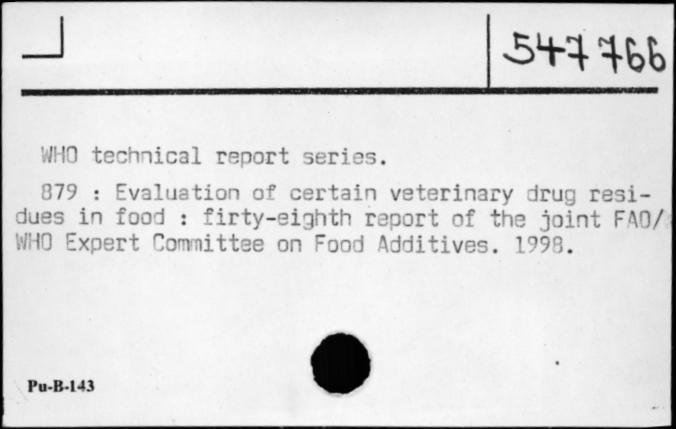 547766
WHO technical report series.
879 : Evaluation of certain veterinary drug resi-
dues in food : firty-eighth report of the joint FAO/
WHO Expert Committee on Food Additives. 1998.
Pu-B-143